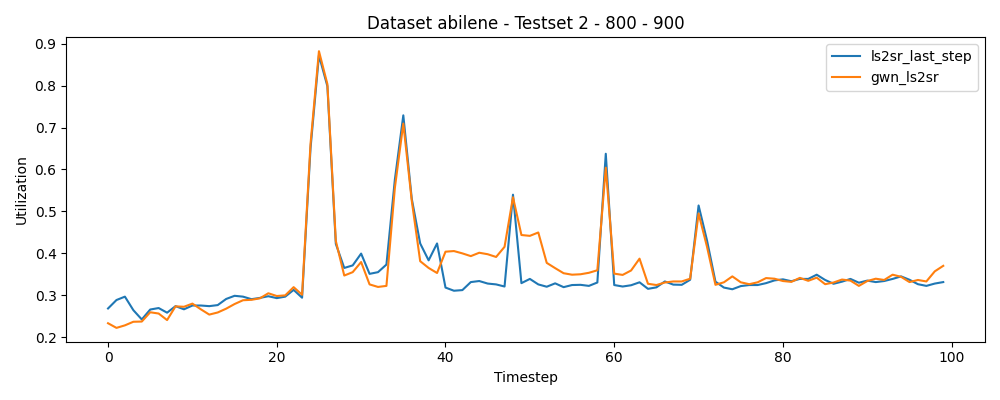 Dataset abilene - Testset 2 - 800 - 900
ls2sr_last_step
gwn_ls2sr
Utilization
0.9
0.8
0.7
0.6
0.5
0.4
0.3
0.2
0 20 40 60 80 100
Timestep